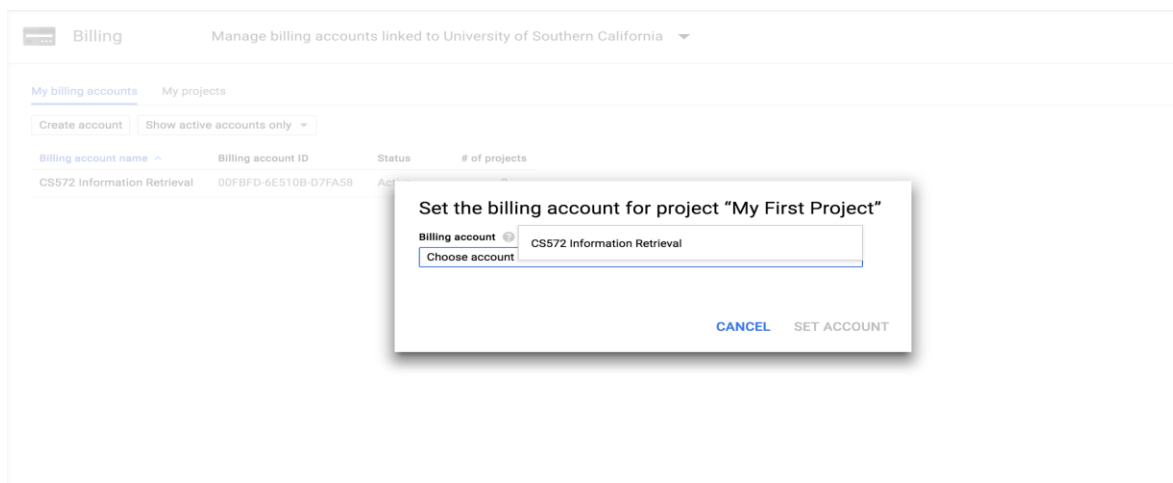 Billing Manage billing accounts linked to University of Southern California
My billing accounts My projects
Create account Show active accounts only
Billing account name Billing account ID Status # of projects
CS572 Information Retrieval 00FBFD-6E510B-D7FA58
Set the billing account for project “My First Project”
Billing account
CS572 Information Retrieval
Choose account
CANCEL SET ACCOUNT